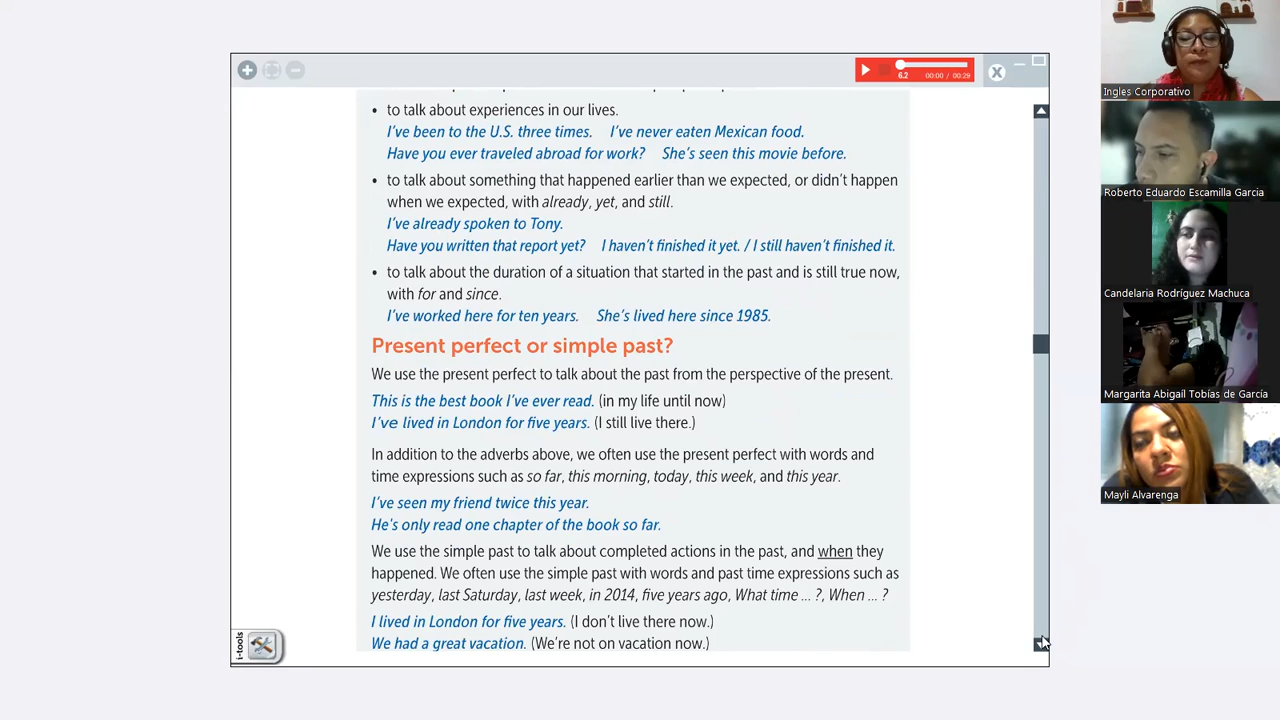 6.2 00:00 / 00:29
• to talk about experiences in our lives.
I've been to the U.S. three times. I've never eaten Mexican food.
Have you ever traveled abroad for work? She's seen this movie before.
• to talk about something that happened earlier than we expected, or didn't happen
when we expected, with already, yet, and still.
I've already spoken to Tony.
Have you written that report yet? I haven't finished it yet. / I still haven't finished it.
• to talk about the duration of a situation that started in the past and is still true now,
with for and since.
I've worked here for ten years. She's lived here since 1985.
Present perfect or simple past?
We use the present perfect to talk about the past from the perspective of the present.
This is the best book I've ever read. (in my life until now)
I've lived in London for five years. (I still live there.)
In addition to the adverbs above, we often use the present perfect with words and
time expressions such as so far, this morning, today, this week, and this year.
I've seen my friend twice this year.
He's only read one chapter of the book so far.
We use the simple past to talk about completed actions in the past, and when they
happened. We often use the simple past with words and past time expressions such as
yesterday, last Saturday, last week, in 2014, five years ago, What time ... ?, When ... ?
I lived in London for five years. (I don't live there now.)
We had a great vacation. (We're not on vacation now.)
i-tools
Ingles Corporativo
Roberto Eduardo Escamilla Garcia
Candelaria Rodríguez Machuca
Margarita Abigaíl Tobías de García
Mayli Alvarenga